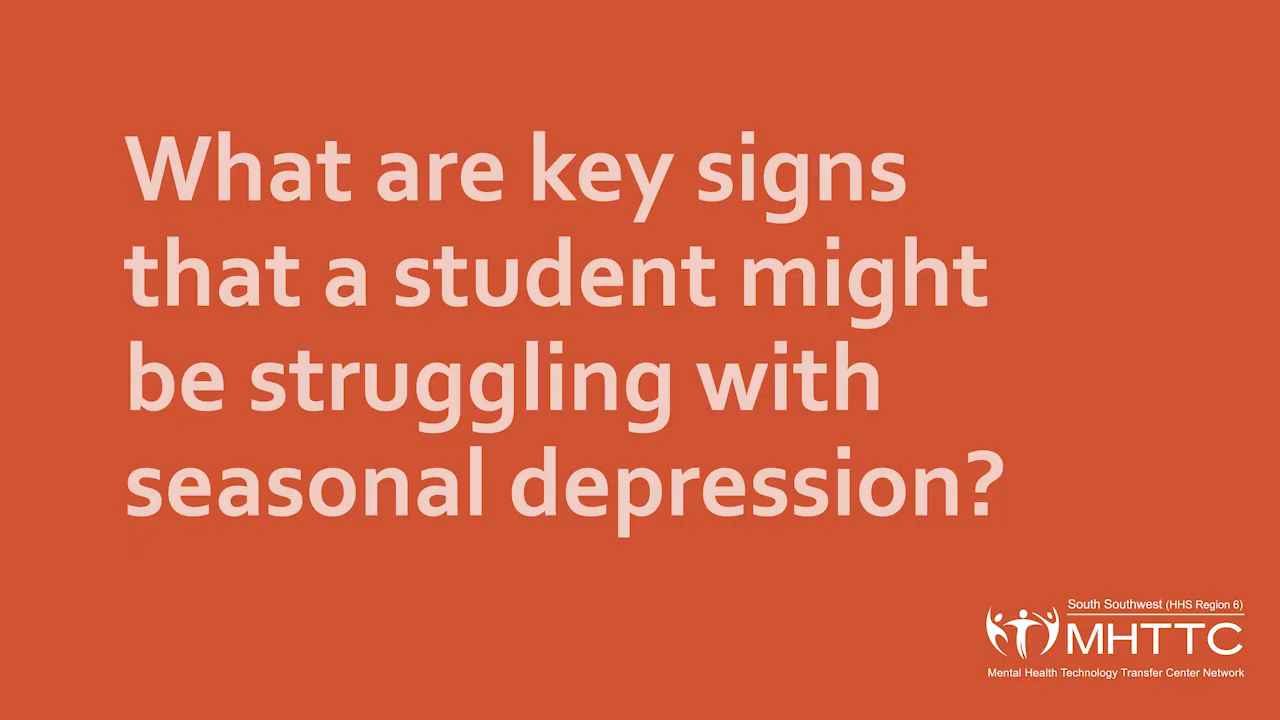 What are key signs
that a student might
be struggling with
seasonal depression?
South Southwest (HHS Region 6)
MHTTC
Mental Health Technology Transfer Center Network